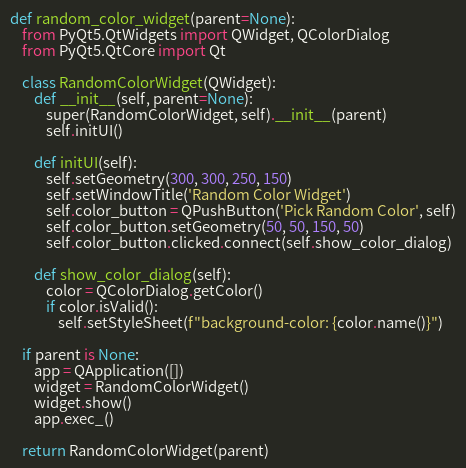 def random_color_widget(parent=None):
    from PyQt5.QtWidgets import QWidget, QColorDialog
    from PyQt5.QtCore import Qt

    class RandomColorWidget(QWidget):
        def __init__(self, parent=None):
            super(RandomColorWidget, self).__init__(parent)
            self.initUI()

        def initUI(self):
            self.setGeometry(300, 300, 250, 150)
            self.setWindowTitle('Random Color Widget')
            self.color_button = QPushButton('Pick Random Color', self)
            self.color_button.setGeometry(50, 50, 150, 50)
            self.color_button.clicked.connect(self.show_color_dialog)

        def show_color_dialog(self):
            color = QColorDialog.getColor()
            if color.isValid():
                self.setStyleSheet(f"background-color: {color.name()}")

    if parent is None:
        app = QApplication([])
        widget = RandomColorWidget()
        widget.show()
        app.exec_()

    return RandomColorWidget(parent)